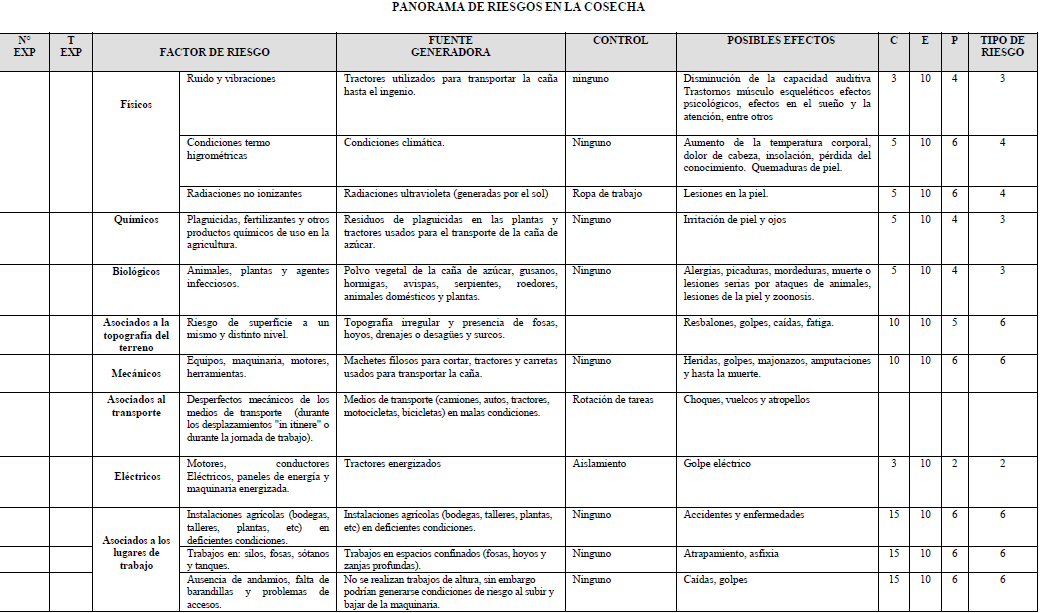 PANORAMA DE RIESGOS EN LA COSECHA
N° EXP T EXP FACTOR DE RIESGO FUENTE GENERADORA CONTROL POSIBLES EFECTOS C E P TIPO DE RIESGO
Físicos
Ruido y vibraciones
Tractores utilizados para transportar la caña
hasta el ingenio.
ninguno
Disminución de la capacidad auditiva
Trastornos músculo esqueléticos efectos
psicológicos, efectos en el sueño y la
atención, entre otros
3 10 4 3
Condiciones termo
higrométricas
Condiciones climática.
Ninguno
Aumento de la temperatura corporal,
dolor de cabeza, insolación, pérdida del
conocimiento. Quemaduras de piel.
5 10 6 4
Radiaciones no ionizantes
Radiaciones ultravioleta (generadas por el sol)
Ropa de trabajo
Lesiones en la piel.
5 10 6 4
Químicos
Plaguicidas, fertilizantes y otros
productos químicos de uso en la
agricultura.
Residuos de plaguicidas en las plantas y
tractores usados para el transporte de la caña de
azúcar.
Ninguno
Irritación de piel y ojos
5 10 4 3
Biológicos
Animales, plantas y agentes
infecciosos.
Polvo vegetal de la caña de azúcar, gusanos,
hormigas, avispas, serpientes, roedores,
animales domésticos y plantas.
Ninguno
Alergias, picaduras, mordeduras, muerte o
lesiones serias por ataques de animales,
lesiones de la piel y zoonosis.
5 10 4 3
Asociados a la
topografía del
terreno
Riesgo de superficie a un
mismo y distinto nivel.
Topografía irregular y presencia de fosas,
hoyos, drenajes o desagües y surcos.
Resbalones, golpes, caídas, fatiga.
10 10 5 6
Mecánicos
Equipos, maquinaria, motores,
herramientas.
Machetes filosos para cortar, tractores y carretas
usados para transportar la caña.
Ninguno
Heridas, golpes, majonazos, amputaciones
y hasta la muerte.
10 10 6 6
Asociados al
transporte
Desperfectos mecánicos de los
medios de transporte (durante
los desplazamientos "in itinere" o
durante la jornada de trabajo).
Medios de transporte (camiones, autos, tractores,
motocicletas, bicicletas) en malas condiciones.
Rotación de tareas
Choques, vuelcos y atropellos
Eléctricos
Motores, conductores
Eléctricos, paneles de energía y
maquinaria energizada.
Tractores energizados
Aislamiento
Golpe eléctrico
3 10 2 2
Asociados a los
lugares de
trabajo
Instalaciones agrícolas (bodegas,
talleres, plantas, etc) en
deficientes condiciones.
Instalaciones agrícolas (bodegas, talleres, plantas,
etc) en deficientes condiciones.
Ninguno
Accidentes y enfermedades
15 10 6 6
Trabajos en: silos, fosas, sótanos
y tanques.
Trabajos en espacios confinados (fosas, hoyos y
zanjas profundas).
Ninguno
Atrapamiento, asfixia
15 10 6 6
Ausencia de andamios, falta de
barandillas y problemas de
accesos.
No se realizan trabajos de altura, sin embargo
podrían generarse condiciones de riesgo al subir y
bajar de la maquinaria.
Ninguno
Caídas, golpes
15 10 6 6